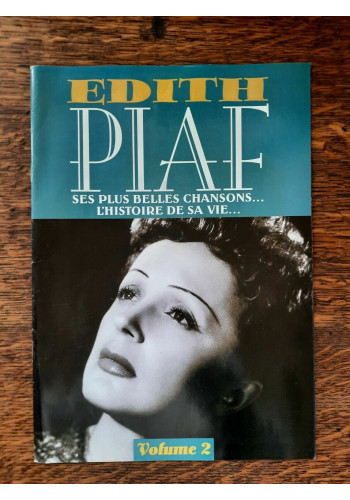 EDITH
PIAF
SES PLUS BELLES CHANSONS...
L'HISTOIRE DE SA VIE...
Volume 2